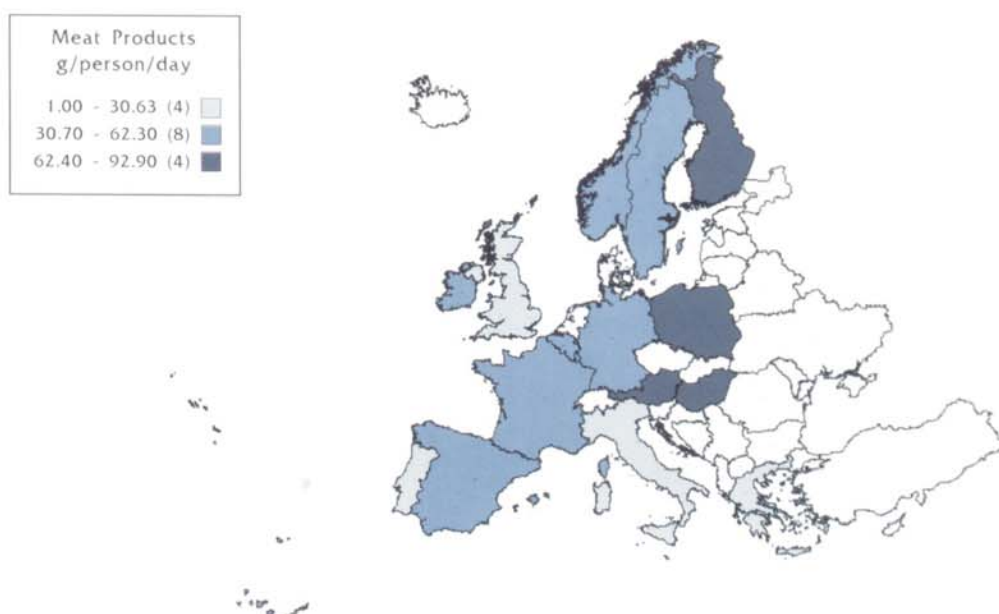 Meat Products
g/person/day
1.00 - 30.63 (4)
30.70 - 62.30 (8)
62.40 - 92.90 (4)